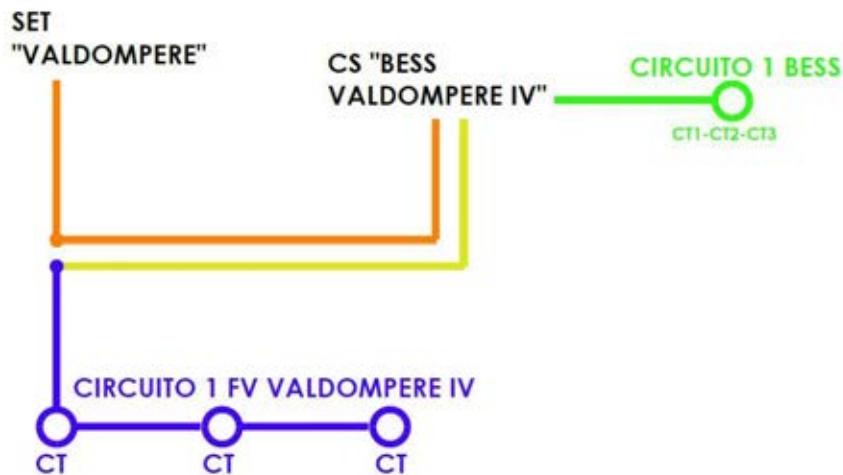 SET
"VALDOMPERE"
CS "BESS
VALDOMPERE IV"
CIRCUITO 1 BESS
CT1-CT2-CT3
CIRCUITO 1 FV VALDOMPERE IV
CT
CT
CT